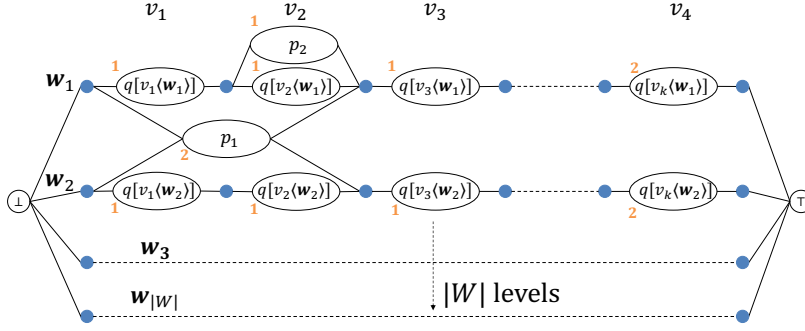 v₁ v₂ v₃ v₄
1 p₂
w₁ 1 q[v₁⟨w₁⟩] 1 q[v₂⟨w₁⟩] 1 q[v₃⟨w₁⟩] 2 q[vₖ⟨w₁⟩]
2 p₁
w₂ 1 q[v₁⟨w₂⟩] 1 q[v₂⟨w₂⟩] 1 q[v₃⟨w₂⟩] 2 q[vₖ⟨w₂⟩]
⊥ ⊤
w₃
w|W| |W| levels